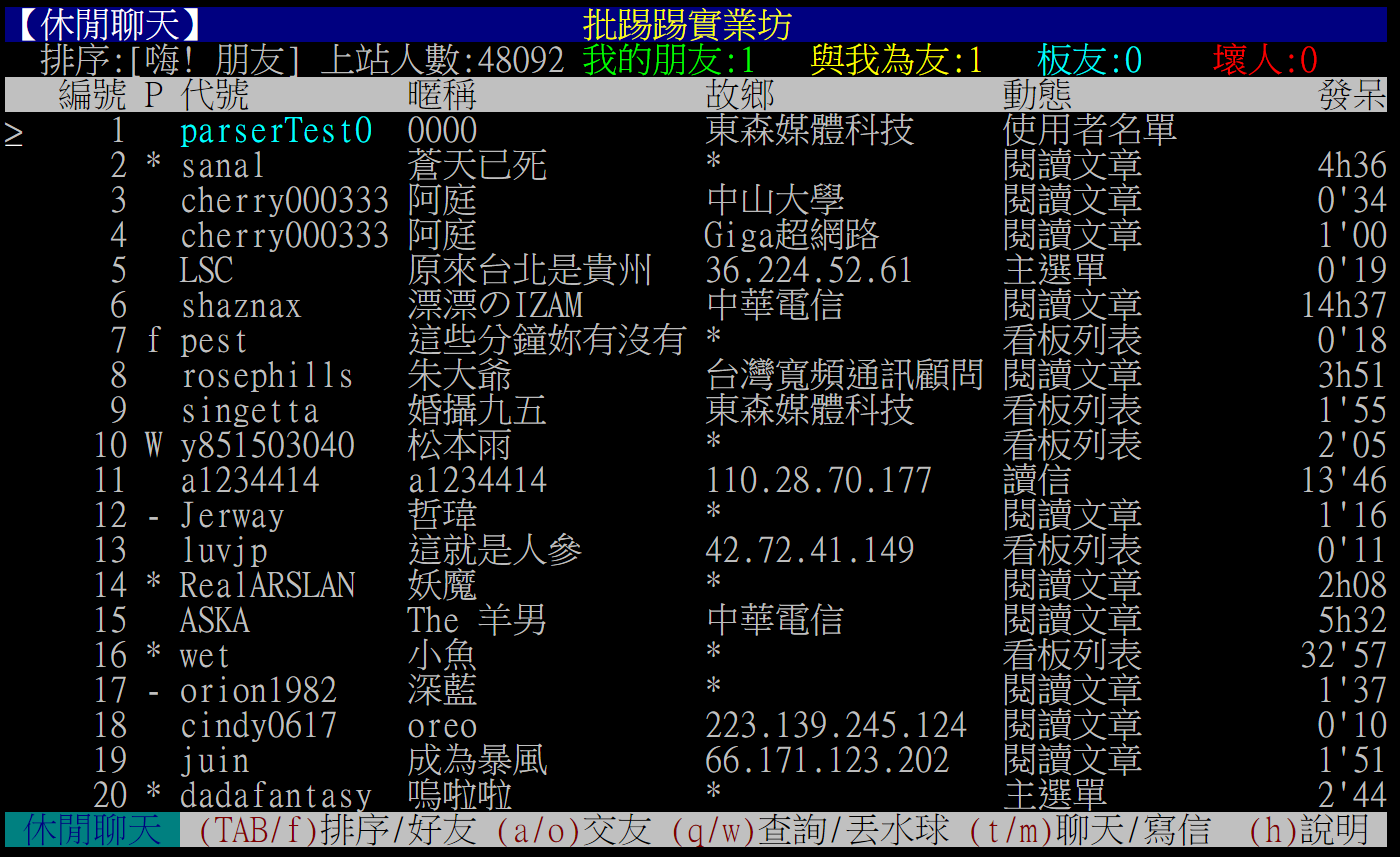 【休閒聊天】 批踢踢實業坊
排序:[嗨! 朋友] 上站人數:48092 我的朋友:1 與我為友:1 板友:0 壞人:0
編號 P 代號 暱稱 故鄉 動態 發呆
≥ 1 parserTest0 0000 東森媒體科技 使用者名單
2 * sanal 蒼天已死 * 閱讀文章 4h36
3 cherry000333 阿庭 中山大學 閱讀文章 0'34
4 cherry000333 阿庭 Giga超網路 閱讀文章 1'00
5 LSC 原來台北是貴州 36.224.52.61 主選單 0'19
6 shaznax 漂漂のIZAM 中華電信 閱讀文章 14h37
7 f pest 這些分鐘妳有沒有 * 看板列表 0'18
8 rosephills 朱大爺 台灣寬頻通訊顧問 閱讀文章 3h51
9 singetta 婚攝九五 東森媒體科技 看板列表 1'55
10 W y851503040 松本雨 * 看板列表 2'05
11 a1234414 a1234414 110.28.70.177 讀信 13'46
12 - Jerway 哲瑋 * 閱讀文章 1'16
13 luvjp 這就是人參 42.72.41.149 看板列表 0'11
14 * RealARSLAN 妖魔 * 閱讀文章 2h08
15 ASKA The 羊男 中華電信 閱讀文章 5h32
16 * wet 小魚 * 看板列表 32'57
17 - orion1982 深藍 * 閱讀文章 1'37
18 cindy0617 oreo 223.139.245.124 閱讀文章 0'10
19 juin 成為暴風 66.171.123.202 閱讀文章 1'51
20 * dadafantasy 嗚啦啦 * 主選單 2'44
休閒聊天 (TAB/f)排序/好友 (a/o)交友 (q/w)查詢/丟水球 (t/m)聊天/寫信 (h)說明